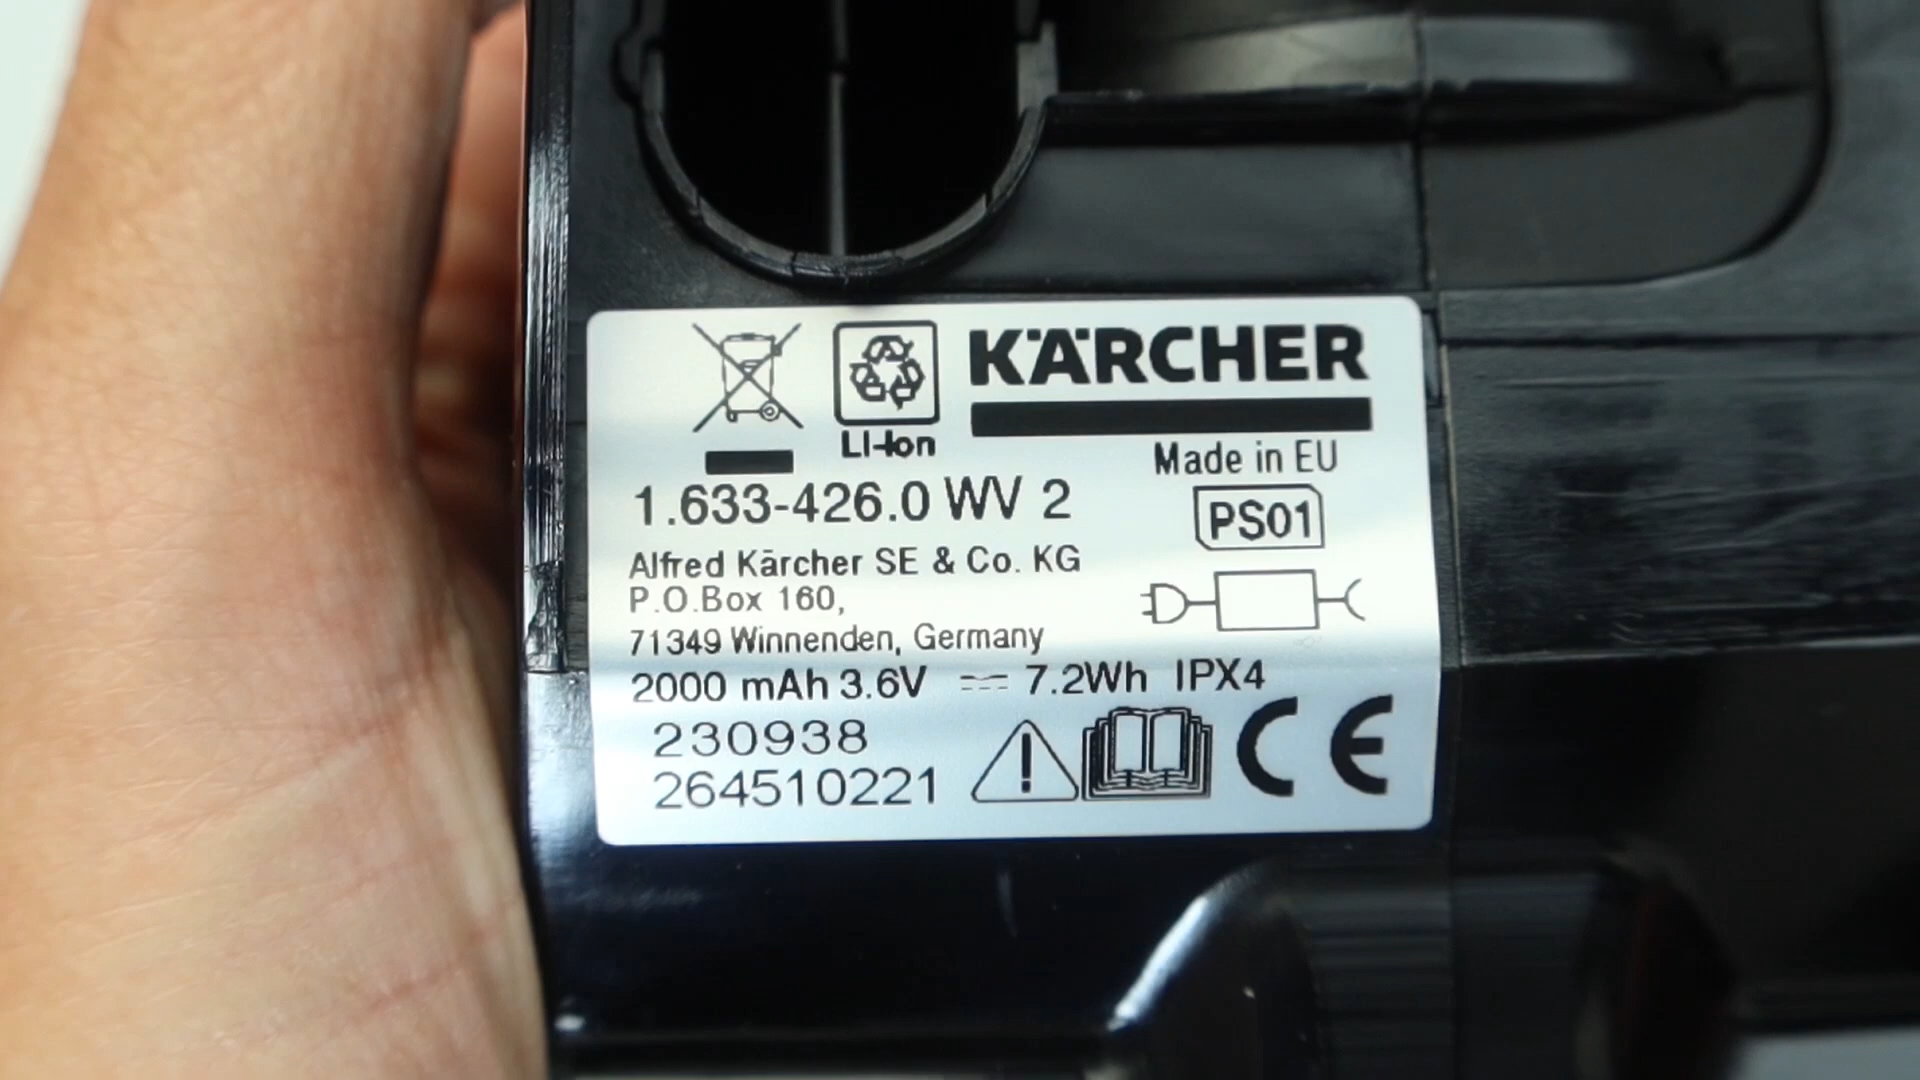 KÄRCHER
LI-Ion
Made in EU
1.633-426.0 WV 2
PS01
Alfred Kärcher SE & Co. KG
P.O.Box 160,
71349 Winnenden, Germany
2000 mAh 3.6V ⎓ 7.2Wh IPX4
230938
264510221
CE